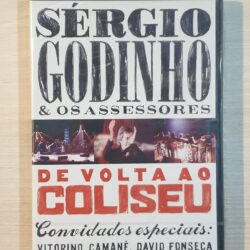 SÉRGIO
GODINHO
& OS ASSESSORES
DE VOLTA AO
COLISEU
Convidados especiais:
VITORINO, CAMANÉ, DAVID FONSECA